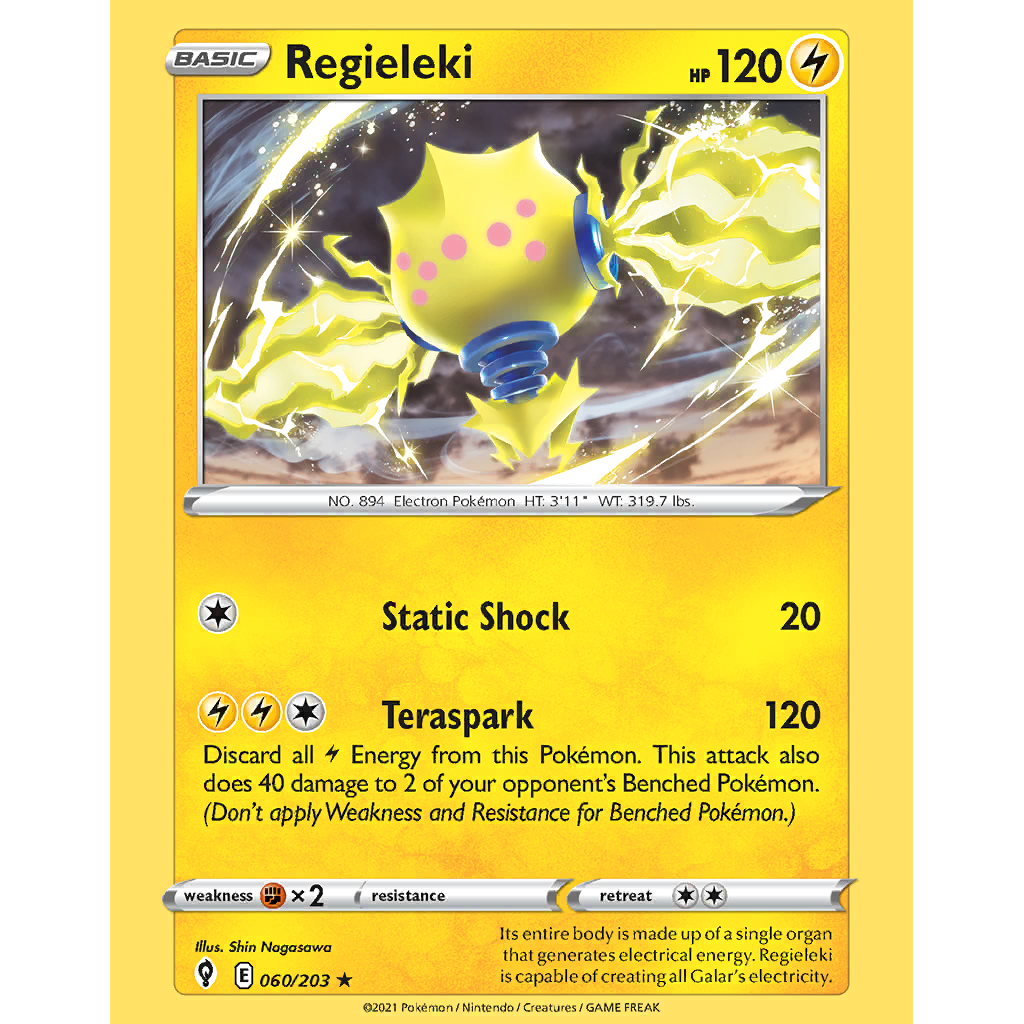 BASIC Regieleki HP 120
NO. 894 Electron Pokémon HT: 3'11" WT: 319.7 lbs.
Static Shock 20
Teraspark 120
Discard all Energy from this Pokémon. This attack also
does 40 damage to 2 of your opponent's Benched Pokémon.
(Don't apply Weakness and Resistance for Benched Pokémon.)
weakness ×2 resistance retreat
Illus. Shin Nagasawa
E 060/203 ★
Its entire body is made up of a single organ
that generates electrical energy. Regieleki
is capable of creating all Galar's electricity.
©2021 Pokémon / Nintendo / Creatures / GAME FREAK